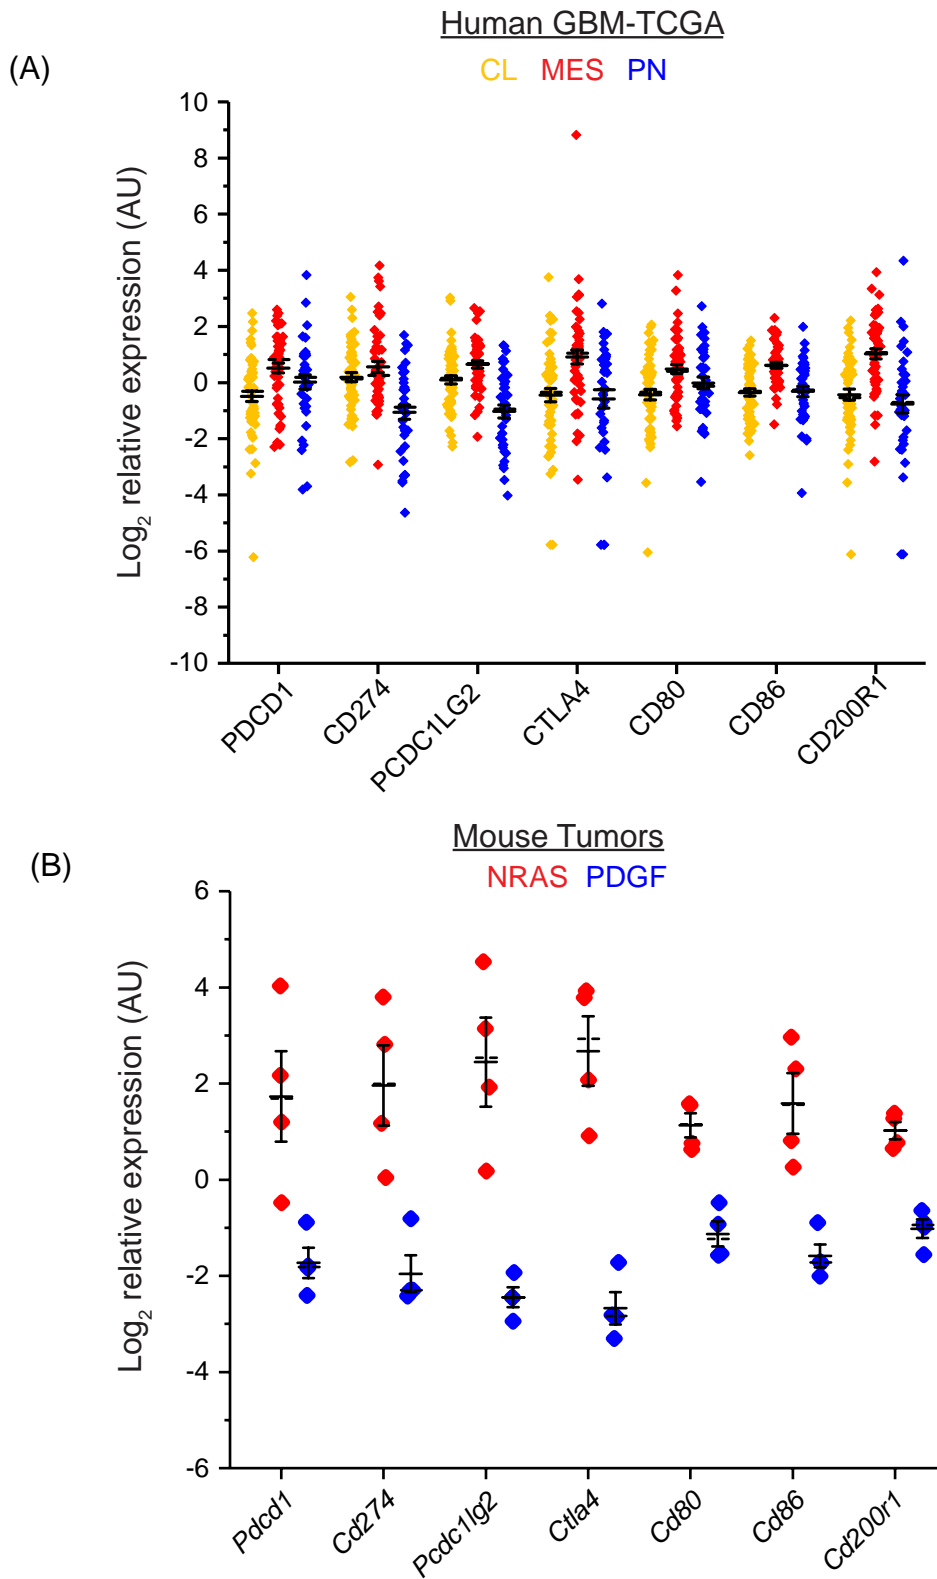 Human GBM-TCGA
(A)
CL MES PN
Log2 relative expression (AU)
10
8
6
4
2
0
-2
-4
-6
-8
-10
PDCD1
CD274
PCDC1LG2
CTLA4
CD80
CD86
CD200R1
Mouse Tumors
(B)
NRAS PDGF
Log2 relative expression (AU)
6
4
2
0
-2
-4
-6
Pdcd1
Cd274
Pcdc1lg2
Ctla4
Cd80
Cd86
Cd200r1